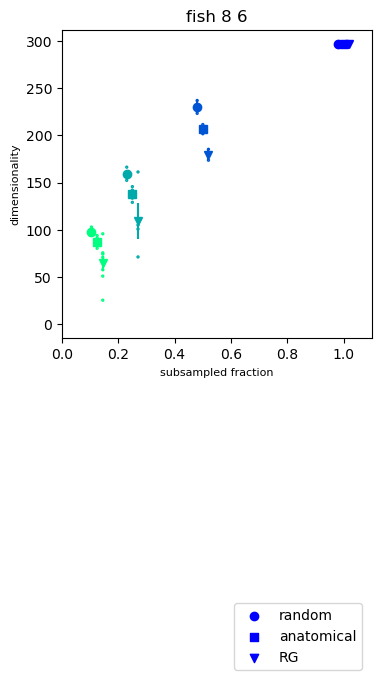 fish 8 6
300
250
200
150
100
50
0
dimensionality
0.0 0.2 0.4 0.6 0.8 1.0
subsampled fraction
random
anatomical
RG